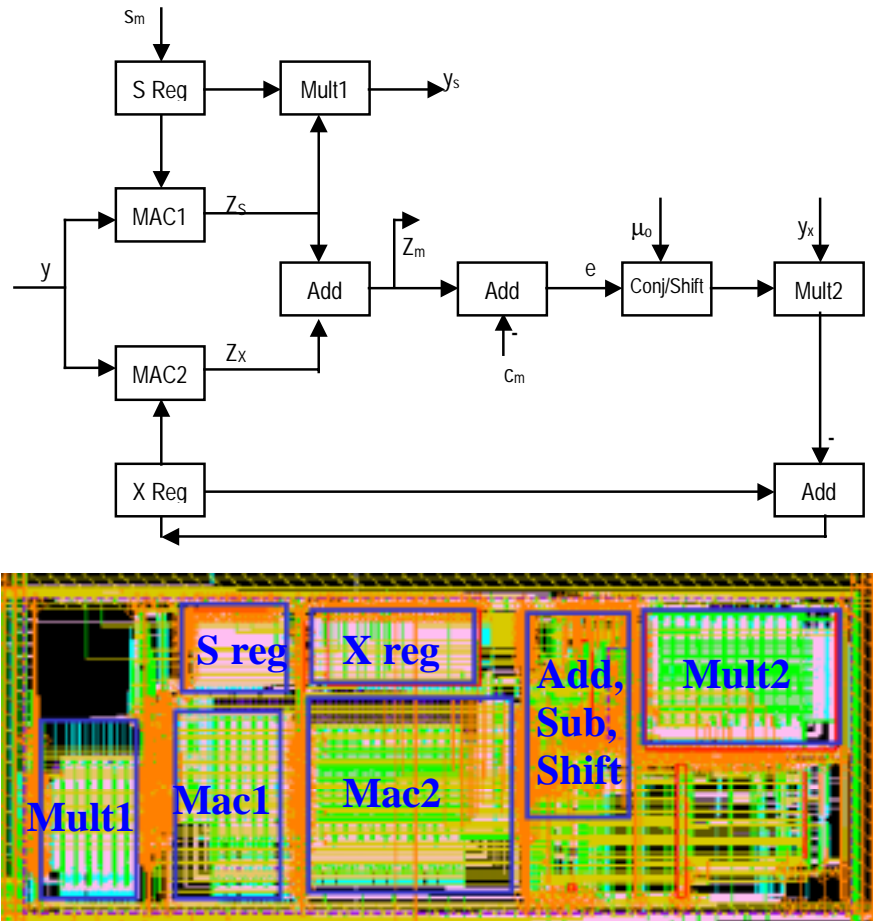 Sm
S Reg
Mult1
ys
MAC1
ZS
y
Add
Zm
Add
e
μo
Conj/Shift
yx
Mult2
-
cm
MAC2
ZX
X Reg
-
Add
S reg
X reg
Add,
Sub,
Shift
Mult2
Mult1
Mac1
Mac2